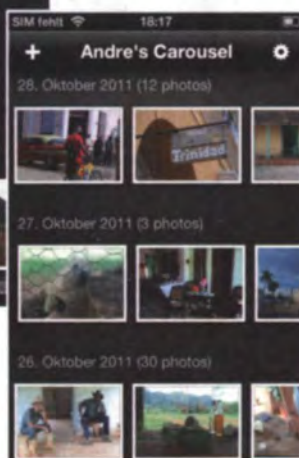 SIM fehlt 18:17
Andre's Carousel
28. Oktober 2011 (12 photos)
Trinidad
27. Oktober 2011 (3 photos)
26. Oktober 2011 (30 photos)